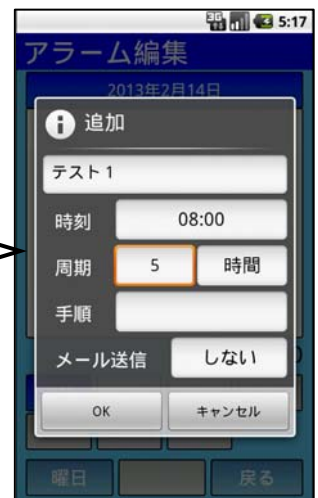 3G 5:17
アラーム編集
2013年2月14日
追加
テスト1
時刻 08:00
周期 5 時間
手順
メール送信 しない
OK キャンセル
曜日 戻る